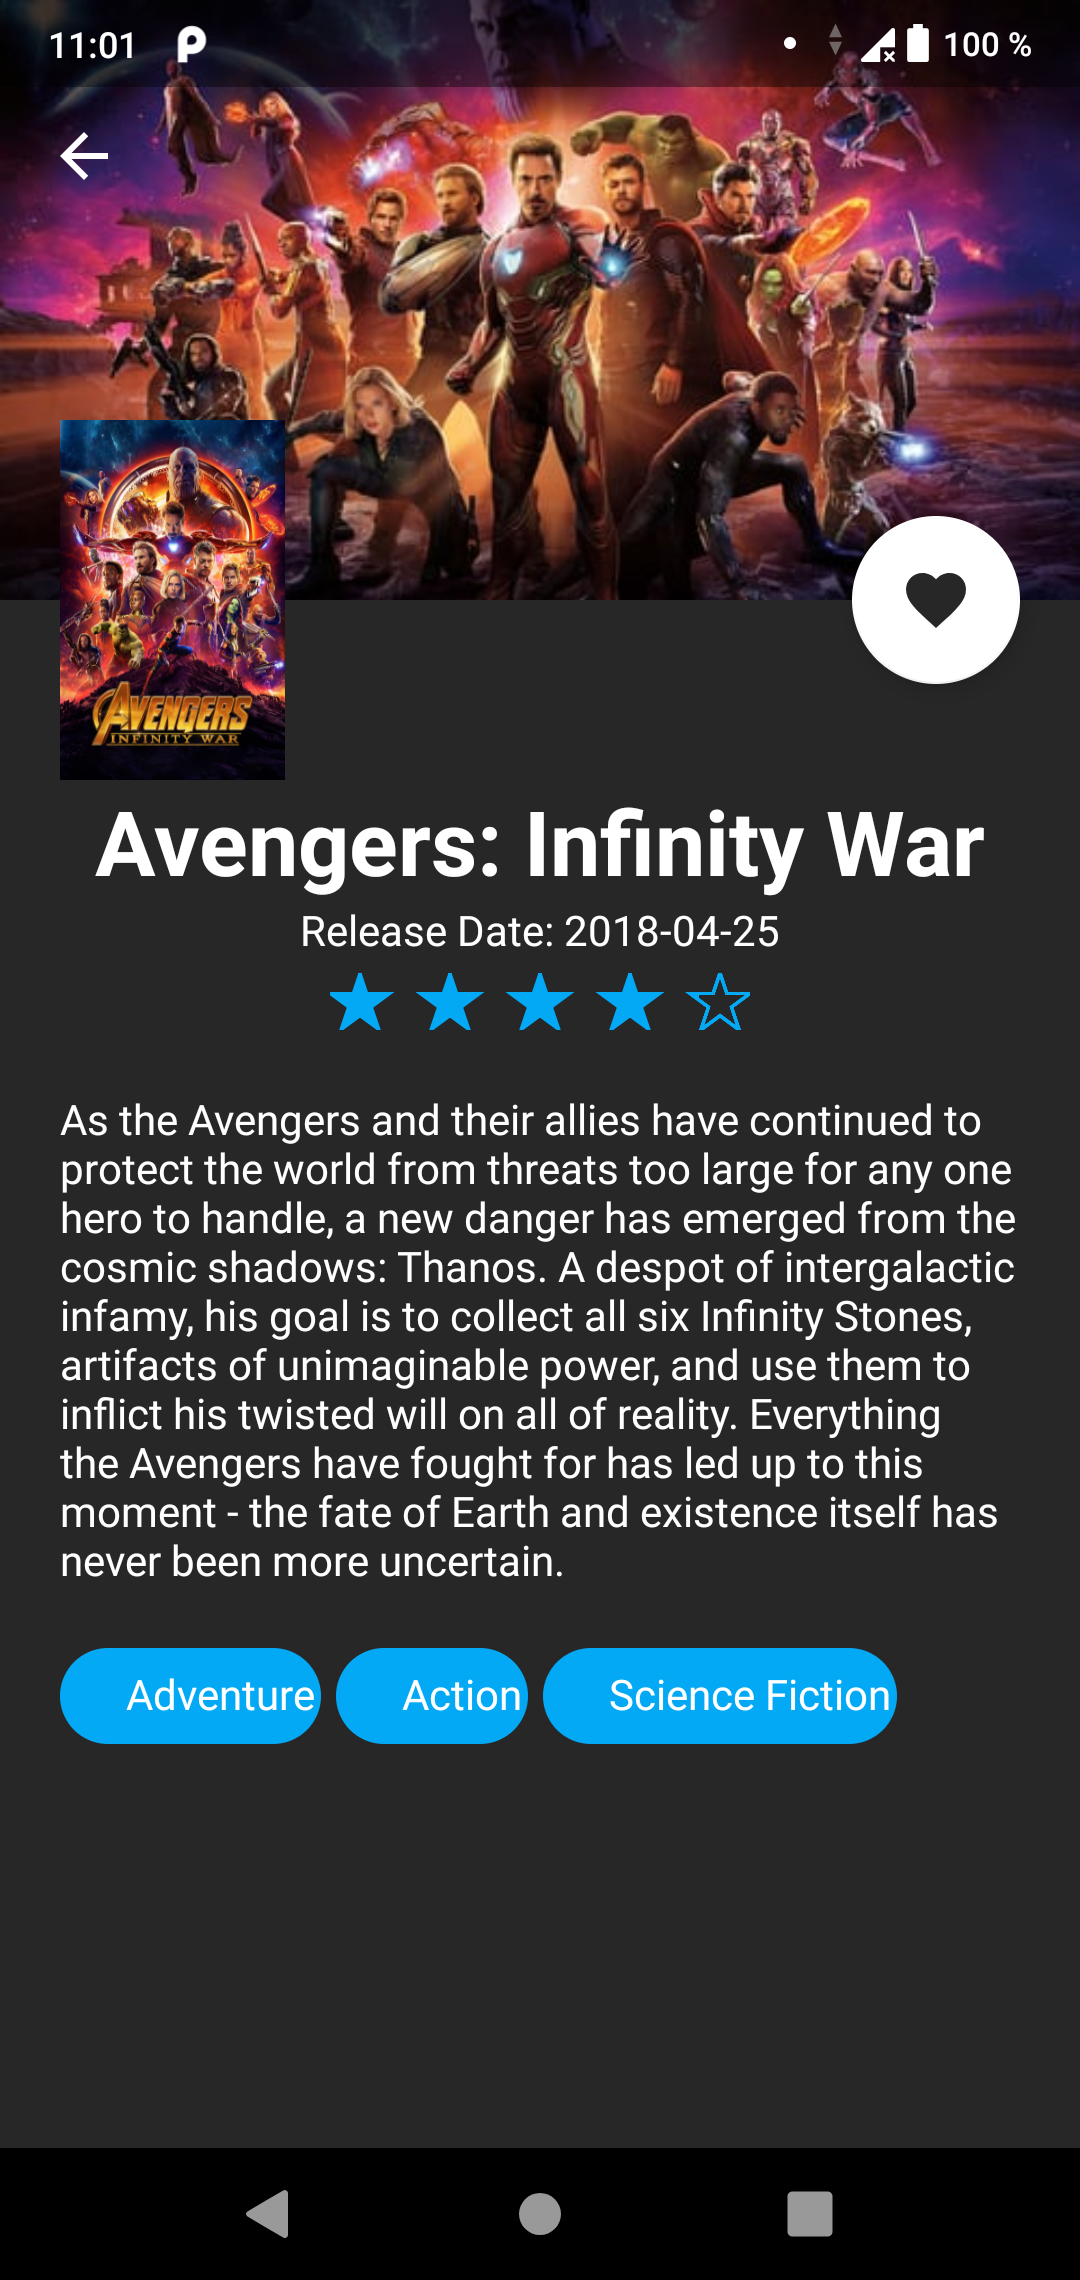 11:01
100 %
AVENGERS
INFINITY WAR
Avengers: Infinity War
Release Date: 2018-04-25
As the Avengers and their allies have continued to
protect the world from threats too large for any one
hero to handle, a new danger has emerged from the
cosmic shadows: Thanos. A despot of intergalactic
infamy, his goal is to collect all six Infinity Stones,
artifacts of unimaginable power, and use them to
inflict his twisted will on all of reality. Everything
the Avengers have fought for has led up to this
moment - the fate of Earth and existence itself has
never been more uncertain.
Adventure
Action
Science Fiction